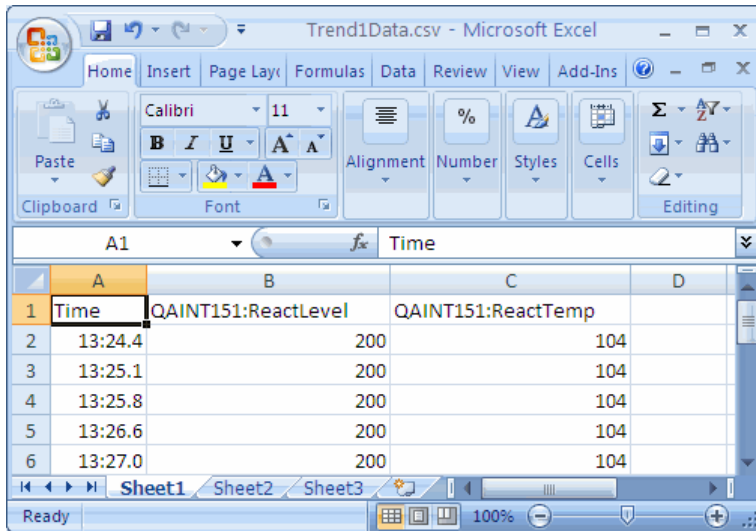 Trend1Data.csv - Microsoft Excel
Home Insert Page Layo Formulas Data Review View Add-Ins
Calibri 11
B I U A A
Paste
A
Alignment
%
Number
A
Styles
Cells
Σ
A
Z
Clipboard Font Editing
A1 fx Time
A B C D
1 Time QAINT151:ReactLevel QAINT151:ReactTemp
2 13:24.4 200 104
3 13:25.1 200 104
4 13:25.8 200 104
5 13:26.6 200 104
6 13:27.0 200 104
Sheet1 Sheet2 Sheet3
Ready 100%